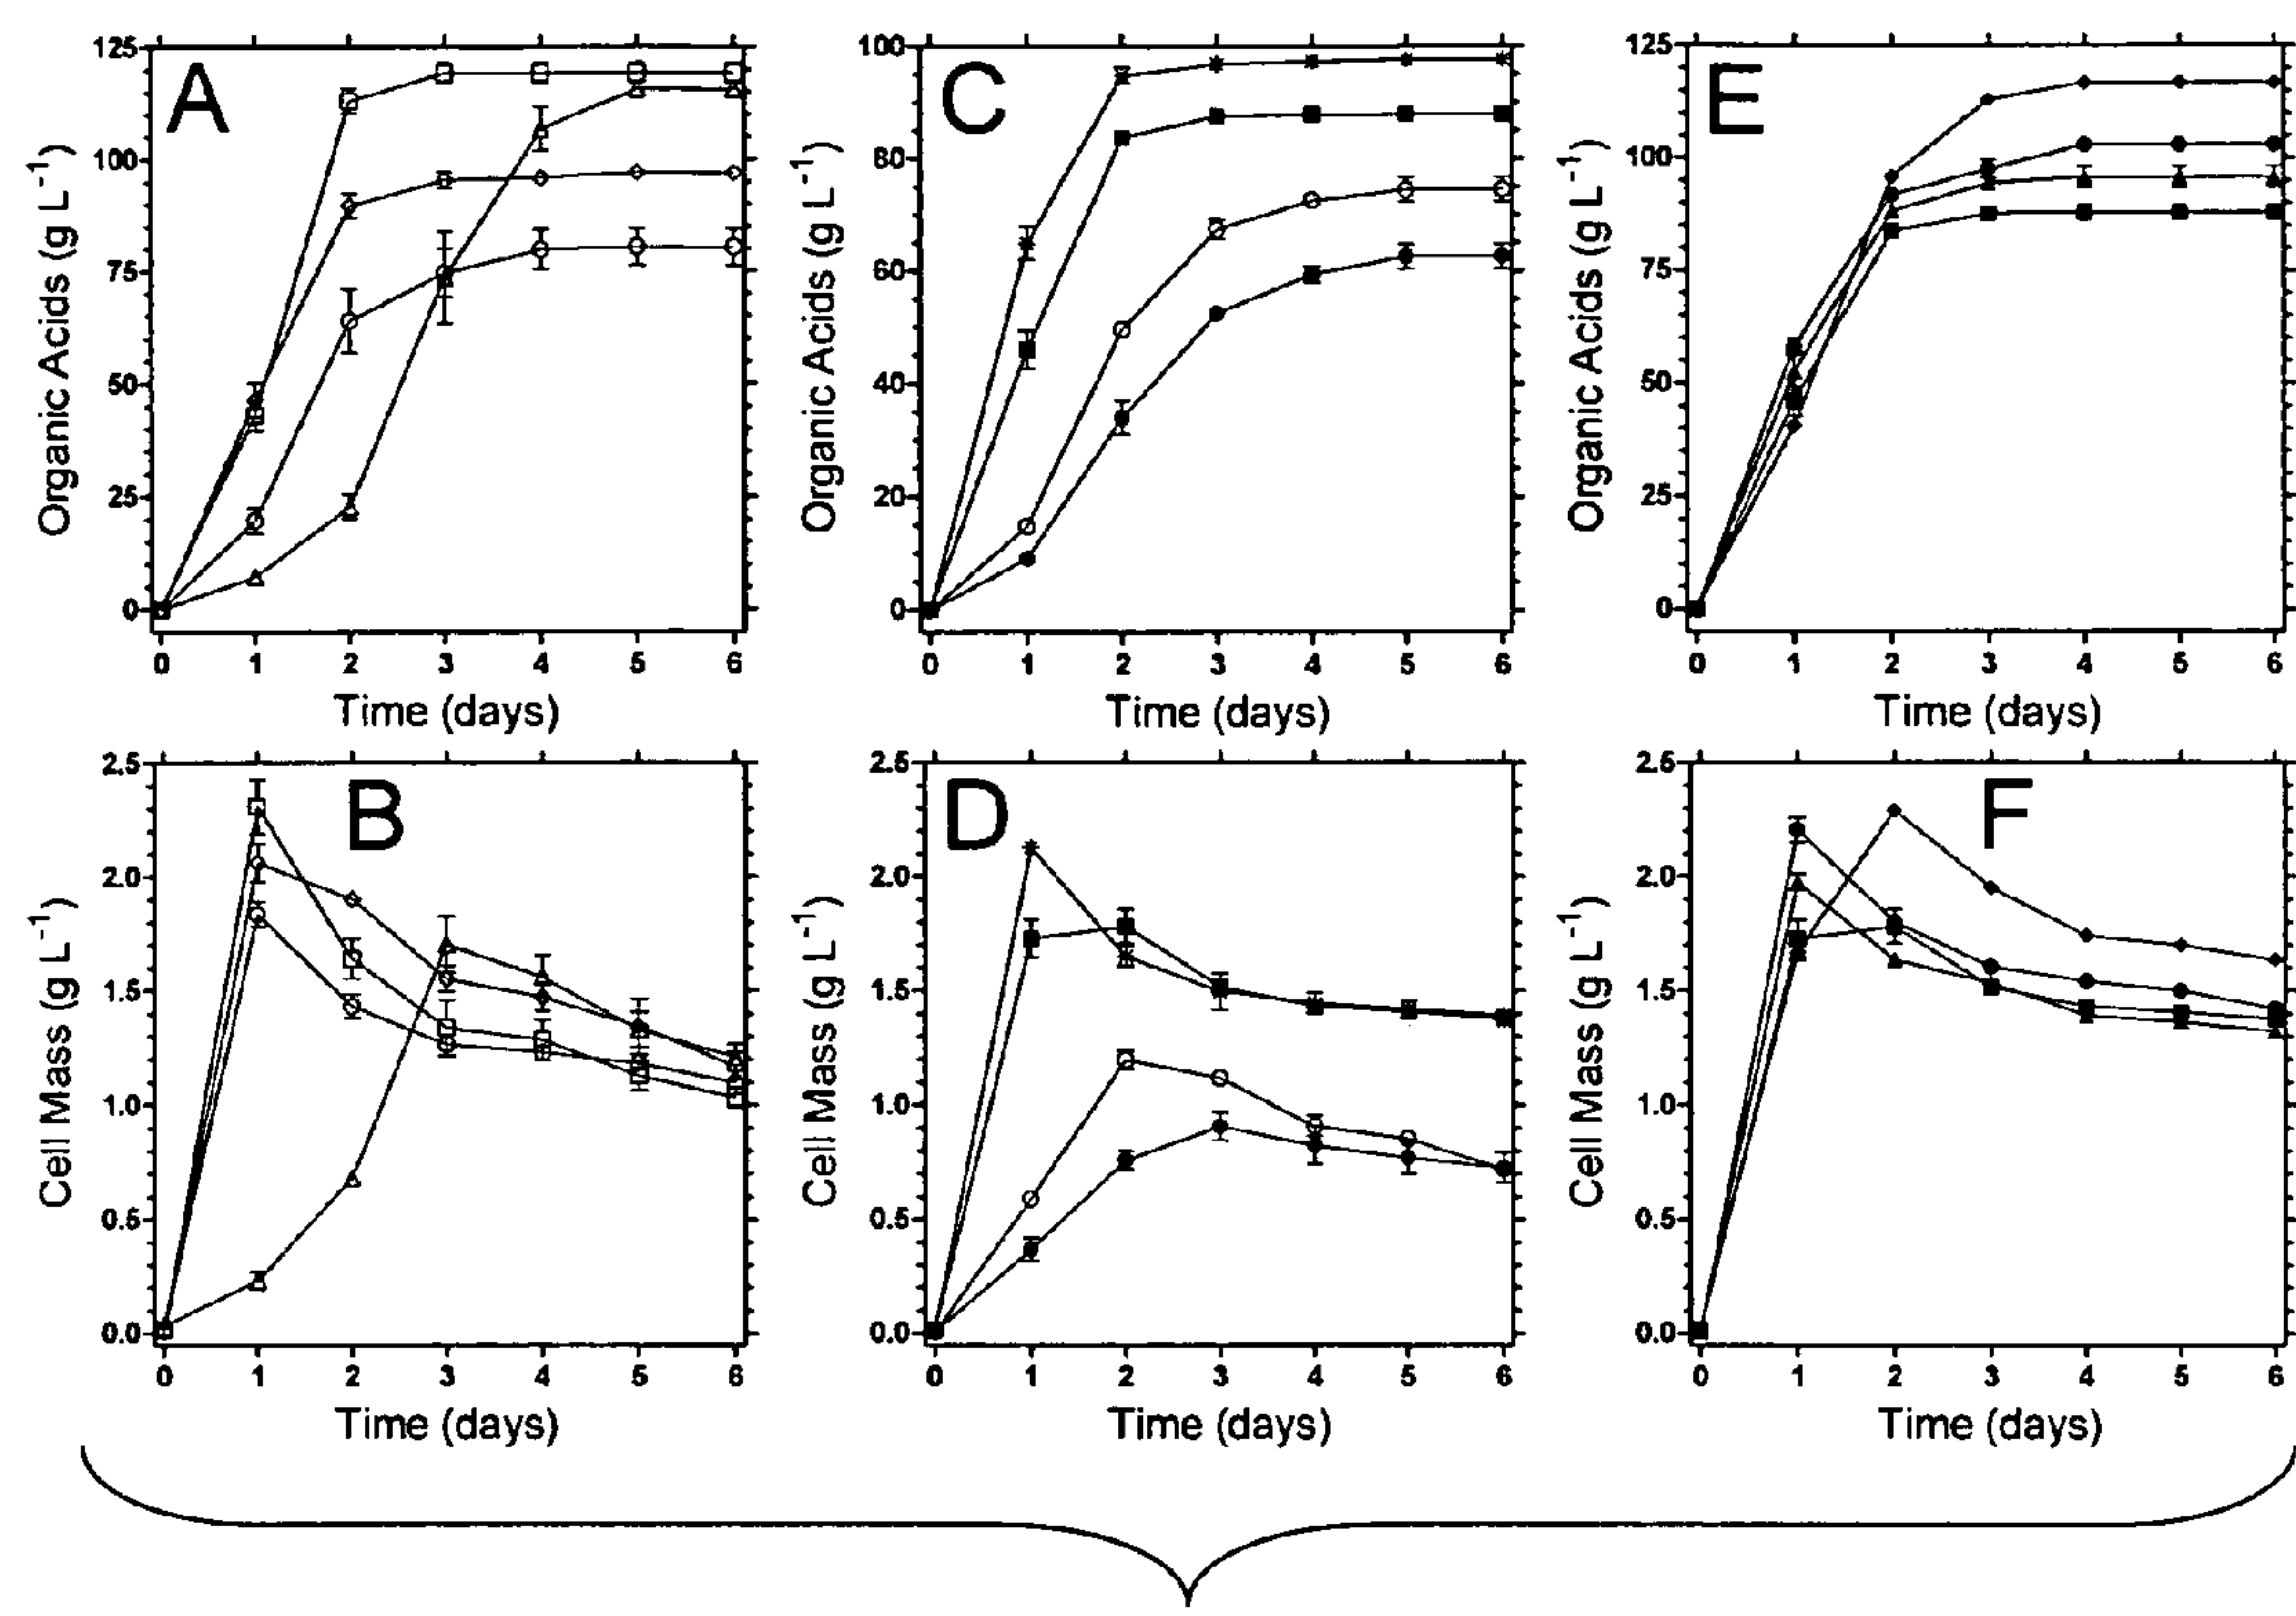 A
125
100
75
50
25
0
Organic Acids (g L⁻¹)
0 1 2 3 4 5 6
Time (days)
C
100
80
60
40
20
0
Organic Acids (g L⁻¹)
0 1 2 3 4 5 6
Time (days)
E
125
100
75
50
25
0
Organic Acids (g L⁻¹)
0 1 2 3 4 5 6
Time (days)
B
2.5
2.0
1.5
1.0
0.5
0.0
Cell Mass (g L⁻¹)
0 1 2 3 4 5 6
Time (days)
D
2.5
2.0
1.5
1.0
0.5
0.0
Cell Mass (g L⁻¹)
0 1 2 3 4 5 6
Time (days)
F
2.5
2.0
1.5
1.0
0.5
0.0
Cell Mass (g L⁻¹)
0 1 2 3 4 5 6
Time (days)